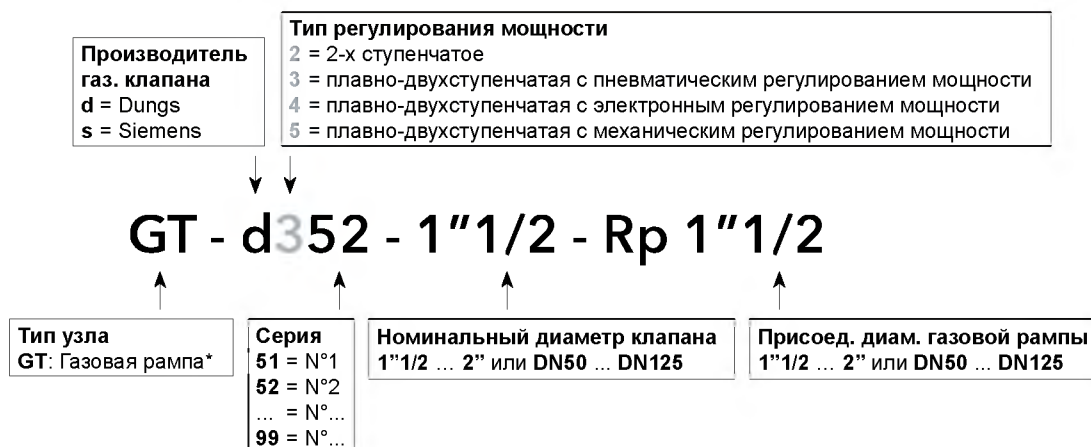 Производитель
газ. клапана
d = Dungs
s = Siemens
Тип регулирования мощности
2 = 2-х ступенчатое
3 = плавно-двухступенчатая с пневматическим регулированием мощности
4 = плавно-двухступенчатая с электронным регулированием мощности
5 = плавно-двухступенчатая с механическим регулированием мощности
GT - d352 - 1"1/2 - Rp 1"1/2
Тип узла
GT: Газовая рампа*
Серия
51 = N°1
52 = N°2
... = N°...
99 = N°...
Номинальный диаметр клапана
1"1/2 ... 2" или DN50 ... DN125
Присоед. диам. газовой рампы
1"1/2 ... 2" или DN50 ... DN125